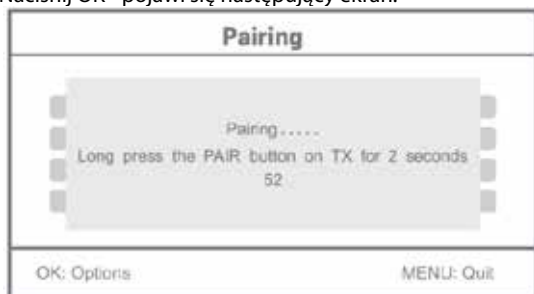 Naciśnij OK - pojawi się następujący ekran:
Pairing
Pairing.....
Long press the PAIR button on TX for 2 seconds
52
OK: Options
MENU: Quit